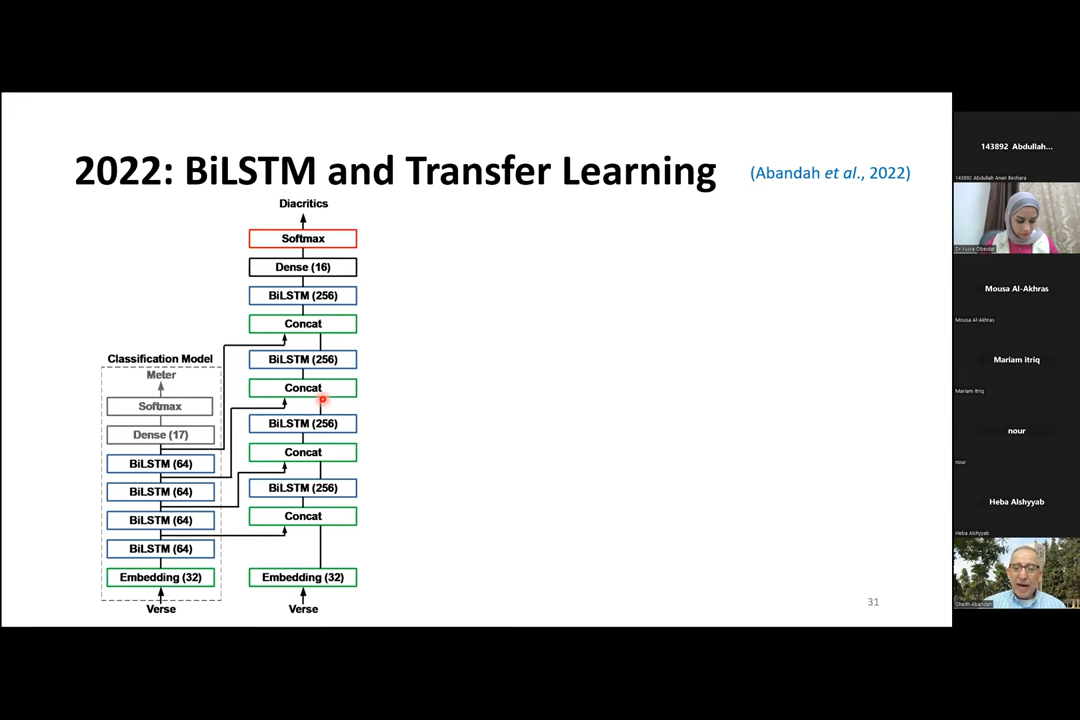 2022: BiLSTM and Transfer Learning
(Abandah et al., 2022)
Diacritics
Softmax
Dense (16)
BiLSTM (256)
Concat
BiLSTM (256)
Concat
BiLSTM (256)
Concat
BiLSTM (256)
Concat
Embedding (32)
Verse
Classification Model
Meter
Softmax
Dense (17)
BiLSTM (64)
BiLSTM (64)
BiLSTM (64)
BiLSTM (64)
Embedding (32)
Verse
31
143892 Abdullah...
143892 Abdullah Anan Beshara
Dr.Yusra Obeidat
Mousa Al-Akhras
Mousa Al-Akhras
Mariam itriq
Mariam itriq
nour
nour
Heba Alshyyab
Heba Alshyyab
Gheith Abandah